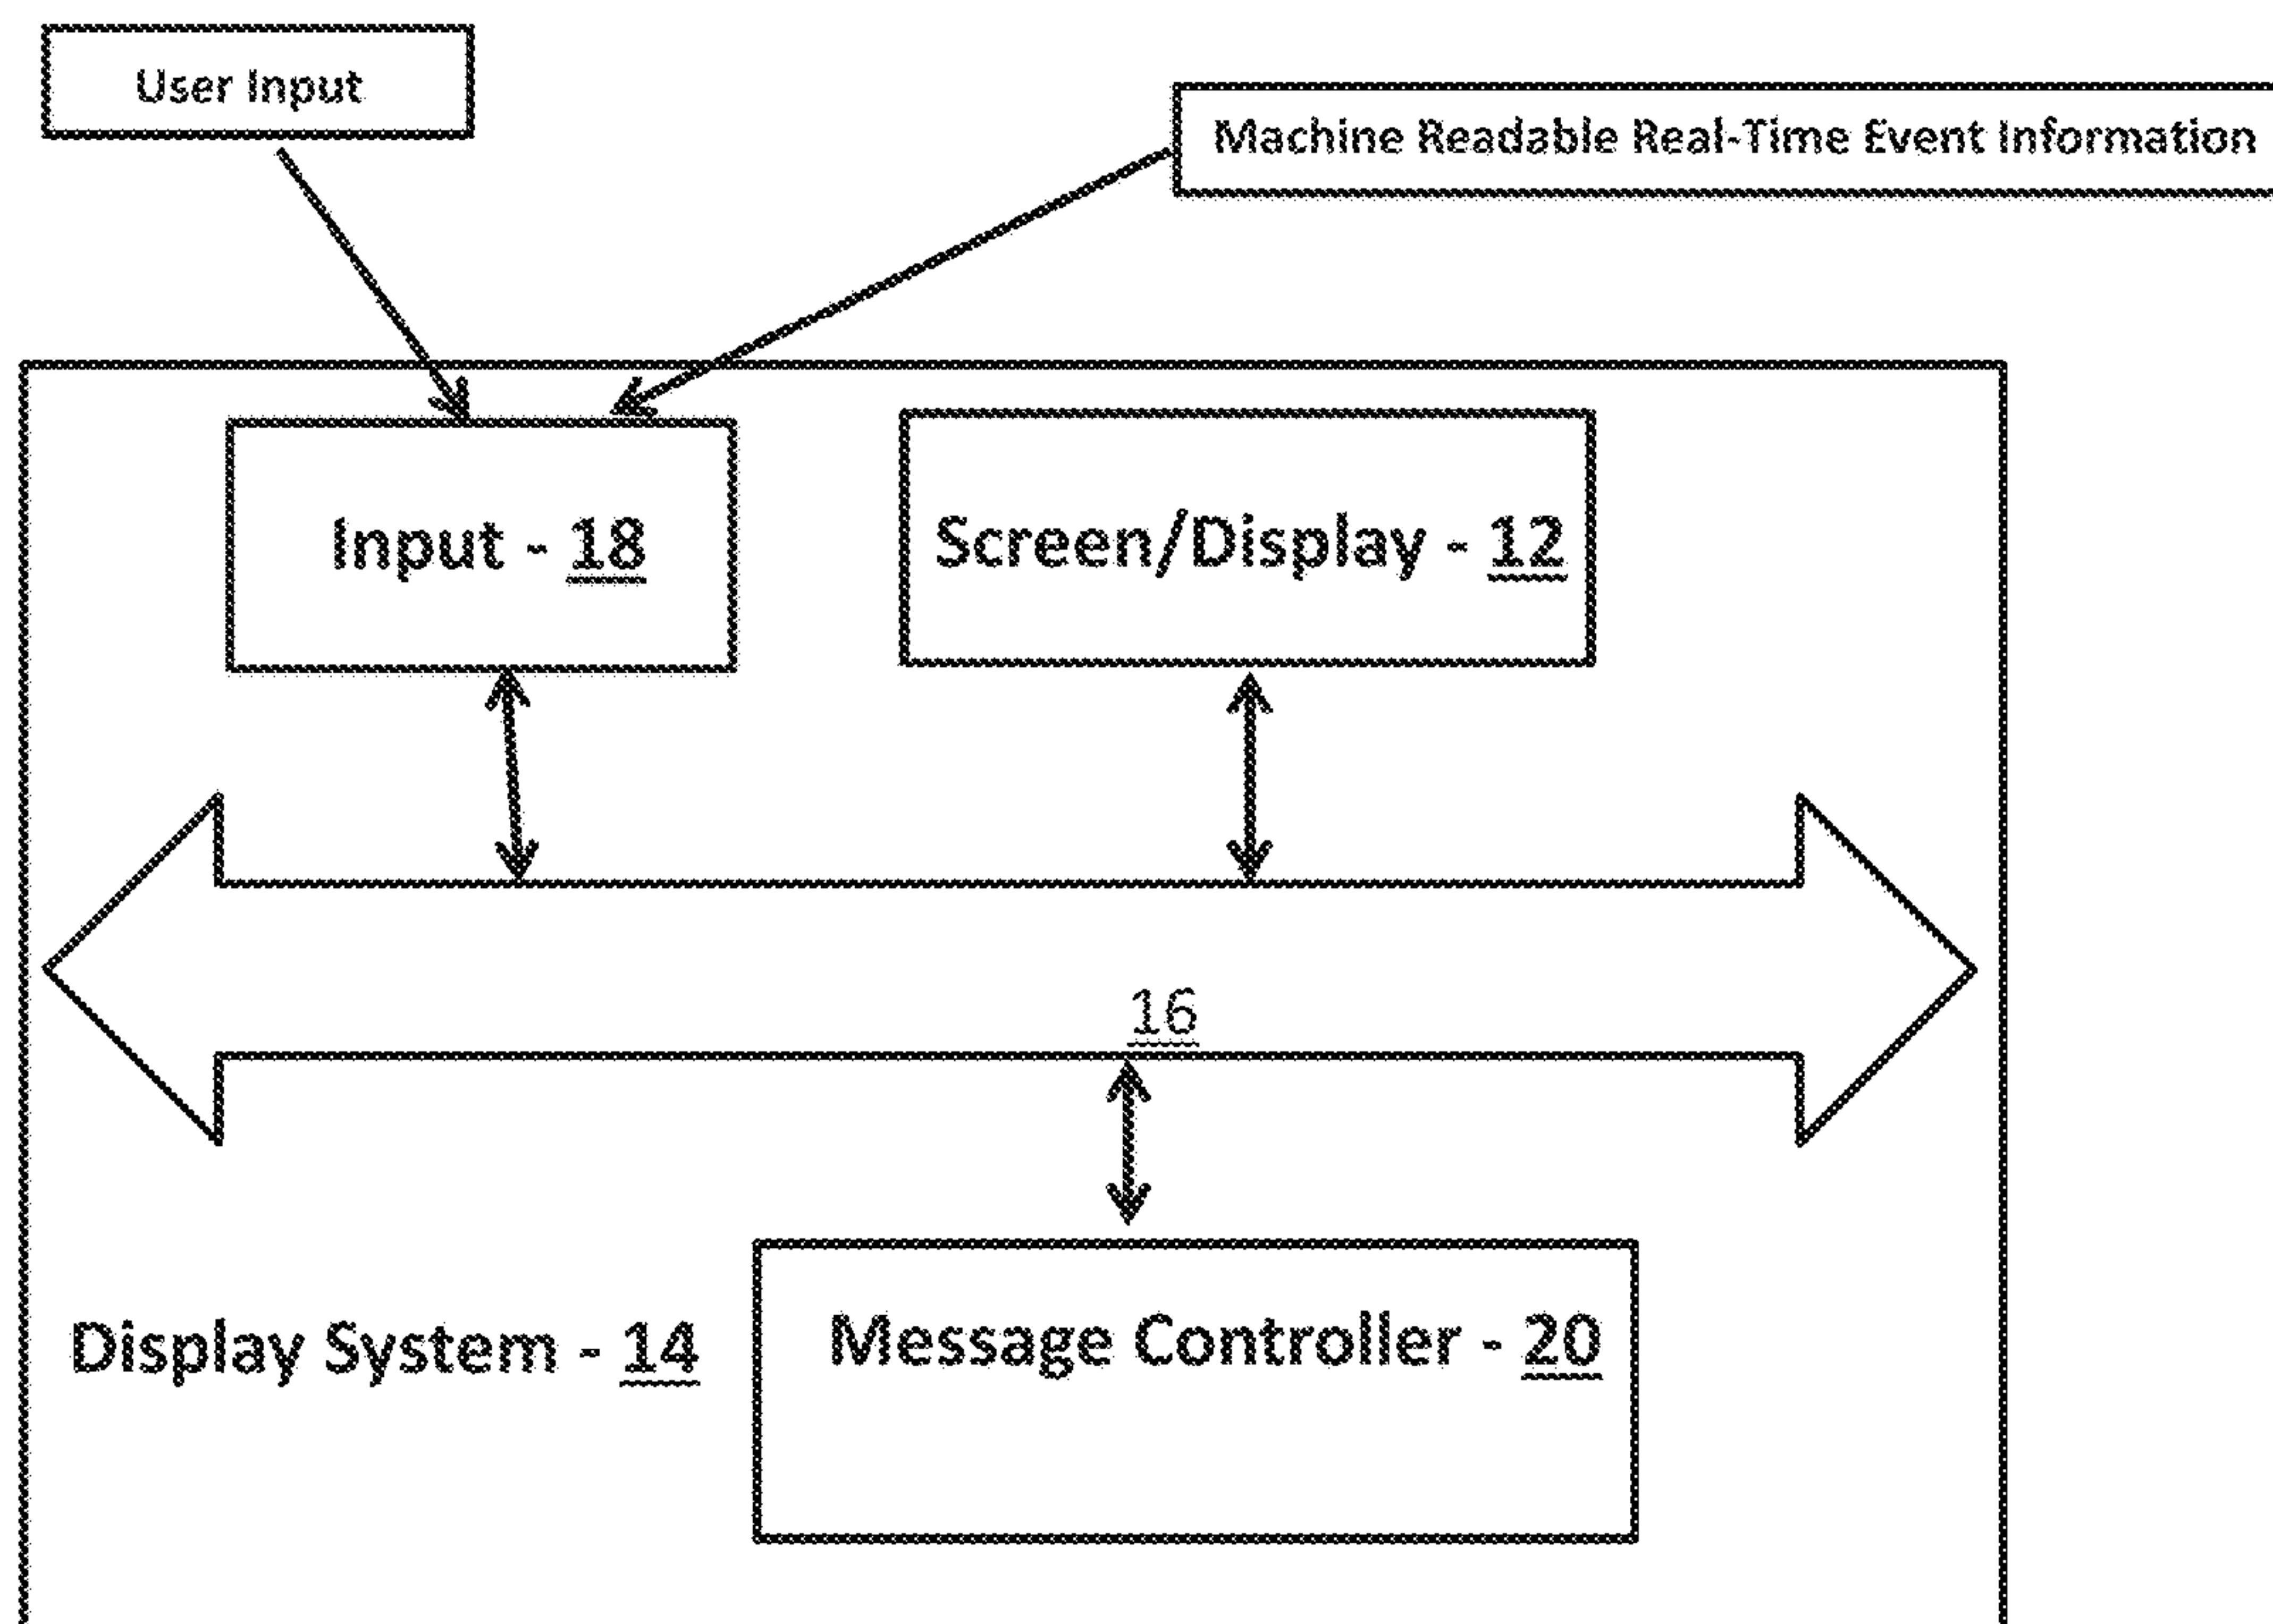 User Input
Machine Readable Real-Time Event Information
Input - 18
Screen/Display - 12
16
Display System - 14
Message Controller - 20